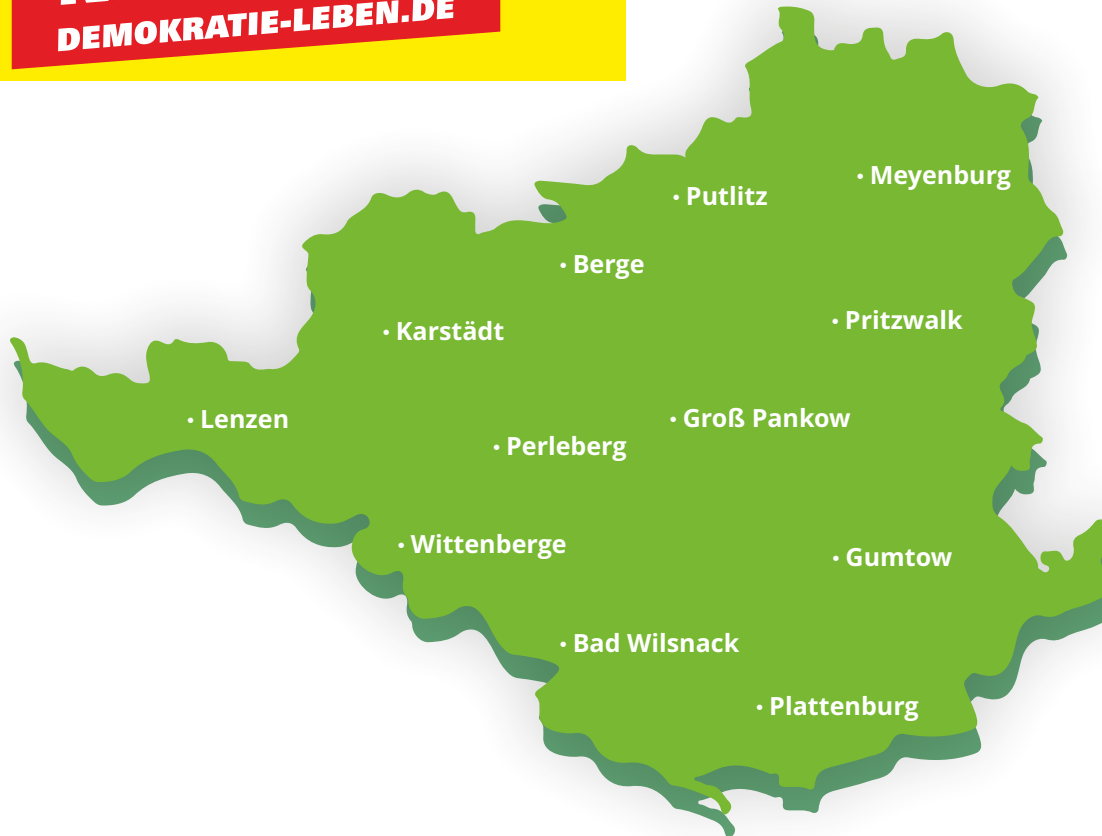 DEMOKRATIE-LEBEN.DE
Meyenburg
Putlitz
Berge
Pritzwalk
Karstädt
Lenzen
Groß Pankow
Perleberg
Wittenberge
Gumtow
Bad Wilsnack
Plattenburg